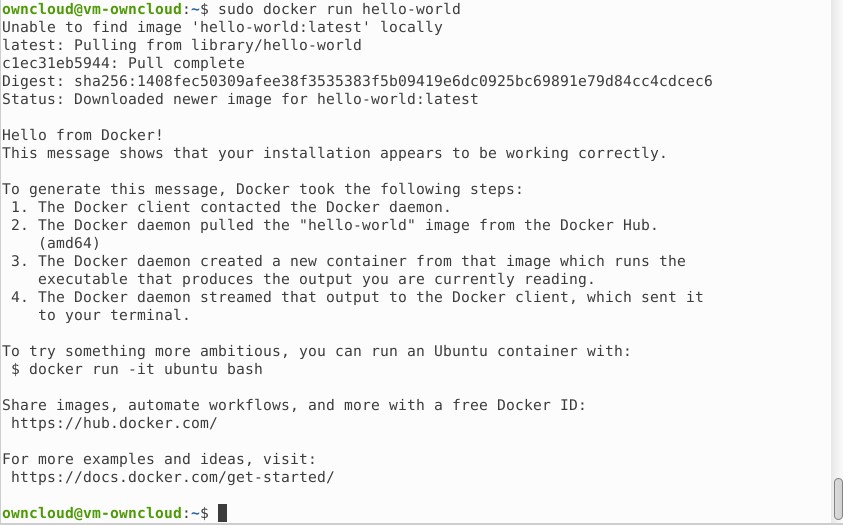 owncloud@vm-owncloud:~$ sudo docker run hello-world
Unable to find image 'hello-world:latest' locally
latest: Pulling from library/hello-world
c1ec31eb5944: Pull complete
Digest: sha256:1408fec50309afee38f3535383f5b09419e6dc0925bc69891e79d84cc4cdcec6
Status: Downloaded newer image for hello-world:latest

Hello from Docker!
This message shows that your installation appears to be working correctly.

To generate this message, Docker took the following steps:
 1. The Docker client contacted the Docker daemon.
 2. The Docker daemon pulled the "hello-world" image from the Docker Hub.
    (amd64)
 3. The Docker daemon created a new container from that image which runs the
    executable that produces the output you are currently reading.
 4. The Docker daemon streamed that output to the Docker client, which sent it
    to your terminal.

To try something more ambitious, you can run an Ubuntu container with:
 $ docker run -it ubuntu bash

Share images, automate workflows, and more with a free Docker ID:
 https://hub.docker.com/

For more examples and ideas, visit:
 https://docs.docker.com/get-started/

owncloud@vm-owncloud:~$